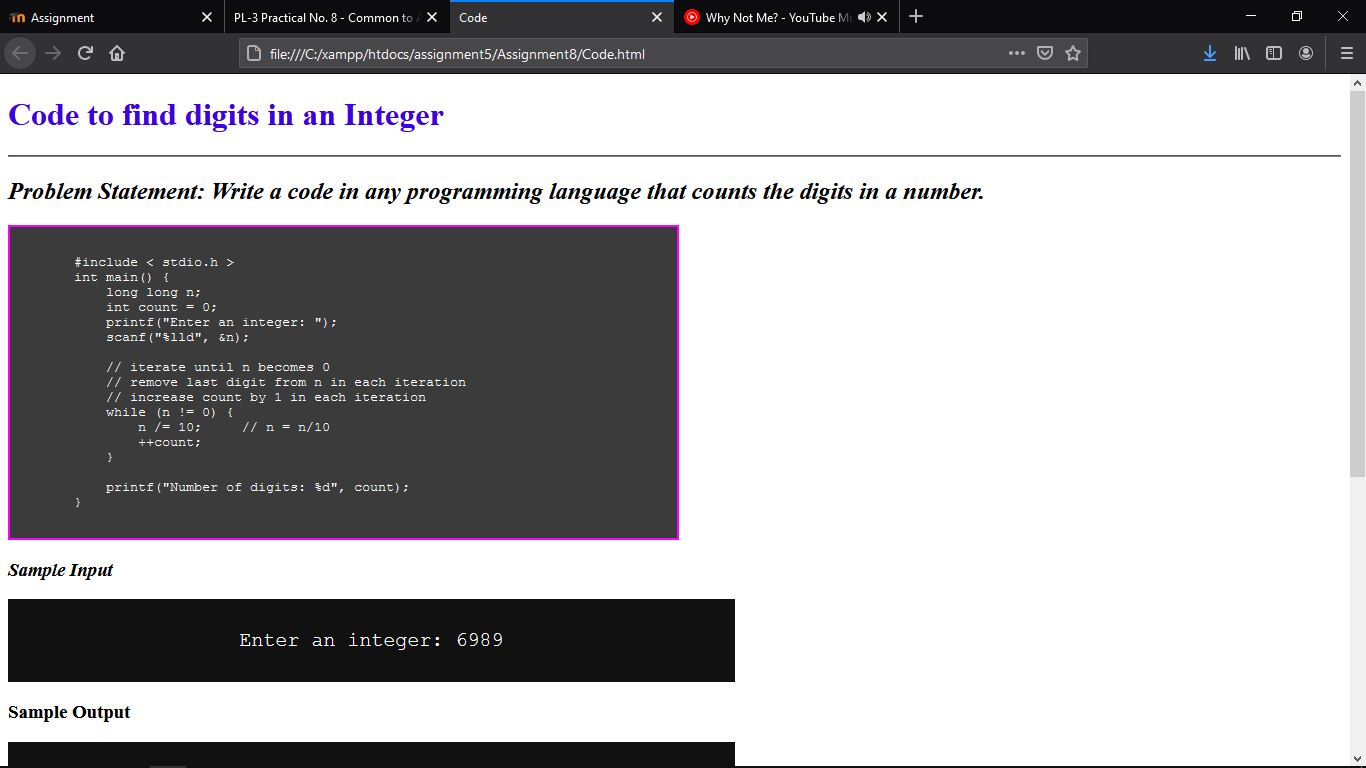 Assignment
PL-3 Practical No. 8 - Common to
Code
Why Not Me? - YouTube
file:///C:/xampp/htdocs/assignment5/Assignment8/Code.html
Code to find digits in an Integer
Problem Statement: Write a code in any programming language that counts the digits in a number.
#include < stdio.h >
int main() {
    long long n;
    int count = 0;
    printf("Enter an integer: ");
    scanf("%lld", &n);
    // iterate until n becomes 0
    // remove last digit from n in each iteration
    // increase count by 1 in each iteration
    while (n != 0) {
        n /= 10;     // n = n/10
        ++count;
    }
    printf("Number of digits: %d", count);
}
Sample Input
Enter an integer: 6989
Sample Output